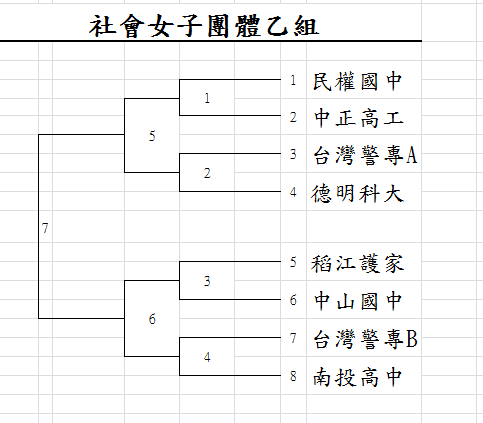 社會女子團體乙組
1 民權國中
1
2 中正高工
5
3 台灣警專A
2
4 德明科大
7
5 稻江護家
3
6 中山國中
6
7 台灣警專B
4
8 南投高中